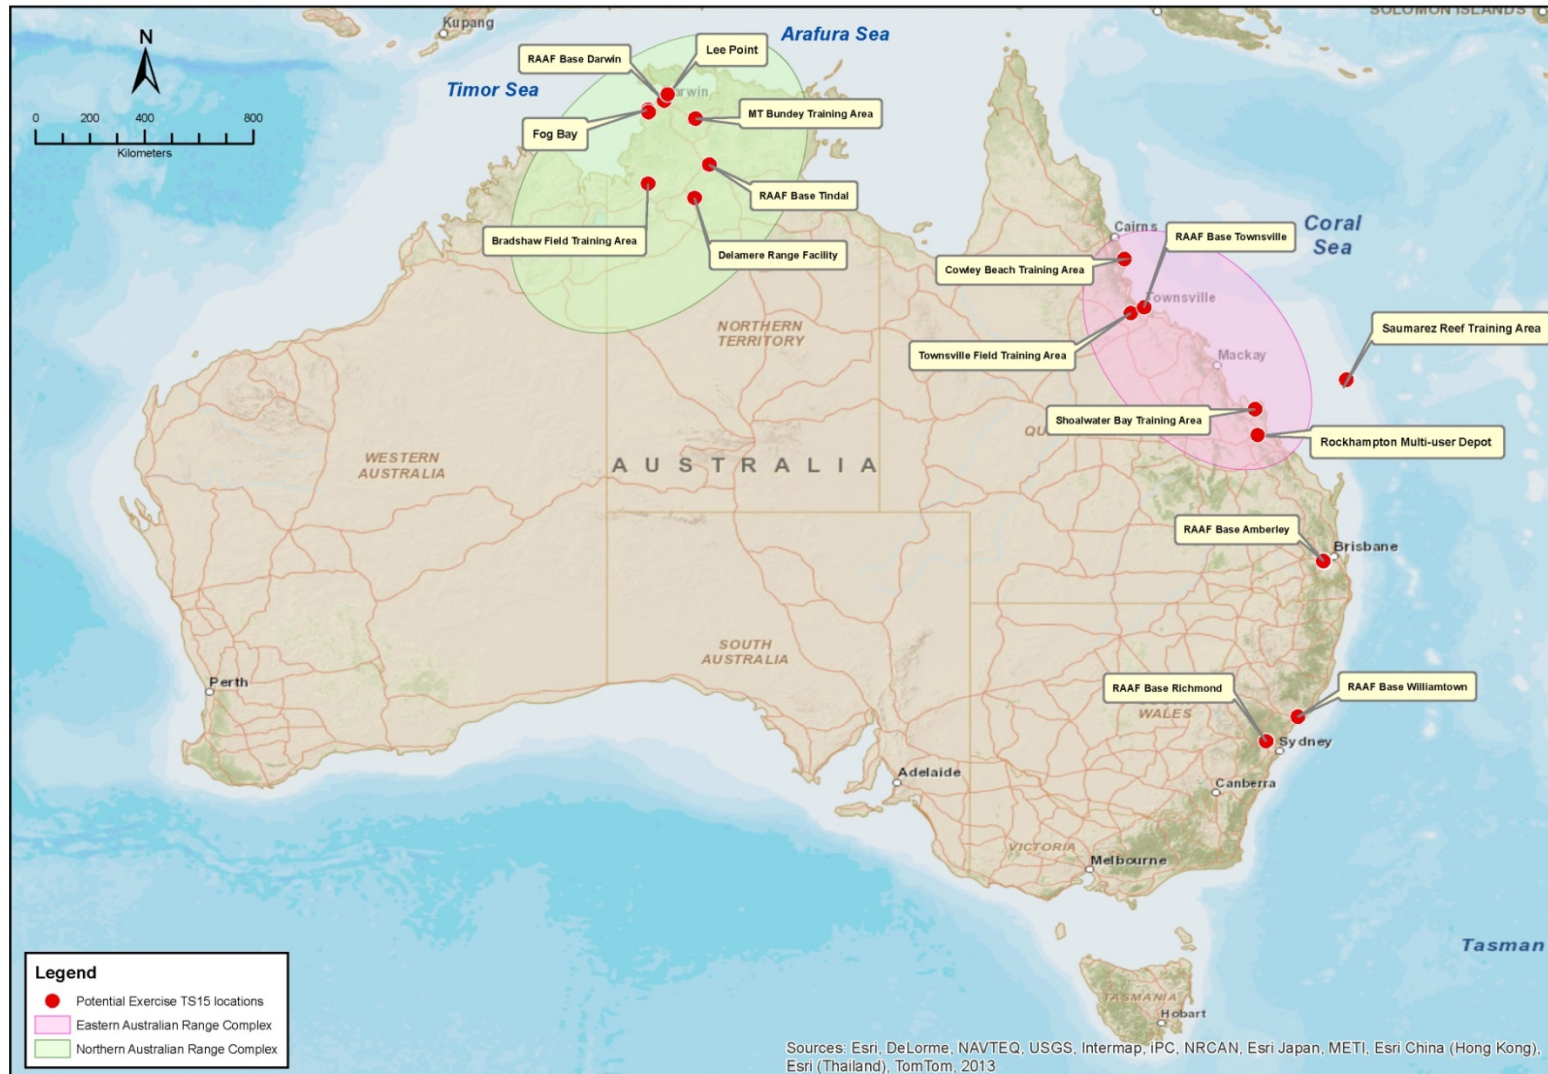 Kupang
SOLOMON ISLANDS
N
Arafura Sea
Lee Point
RAAF Base Darwin
Timor Sea
arwin
0 200 400 800
Kilometers
MT Bundey Training Area
Fog Bay
RAAF Base Tindal
Bradshaw Field Training Area
Delamere Range Facility
Cairns
RAAF Base Townsville
Coral
Sea
Cowley Beach Training Area
Townsville
NORTHERN
TERRITORY
Saumarez Reef Training Area
Townsville Field Training Area
Mackay
Shoalwater Bay Training Area
QU
Rockhampton Multi-user Depot
WESTERN
AUSTRALIA
AUSTRALIA
RAAF Base Amberley
Brisbane
SOUTH
AUSTRALIA
Perth
RAAF Base Richmond
RAAF Base Williamtown
WALES
Sydney
Adelaide
Canberra
VICTORIA
Melbourne
Tasman
TASMANIA
Hobart
Legend
Potential Exercise TS15 locations
Eastern Australian Range Complex
Northern Australian Range Complex
Sources: Esri, DeLorme, NAVTEQ, USGS, Intermap, iPC, NRCAN, Esri Japan, METI, Esri China (Hong Kong),
Esri (Thailand), TomTom, 2013